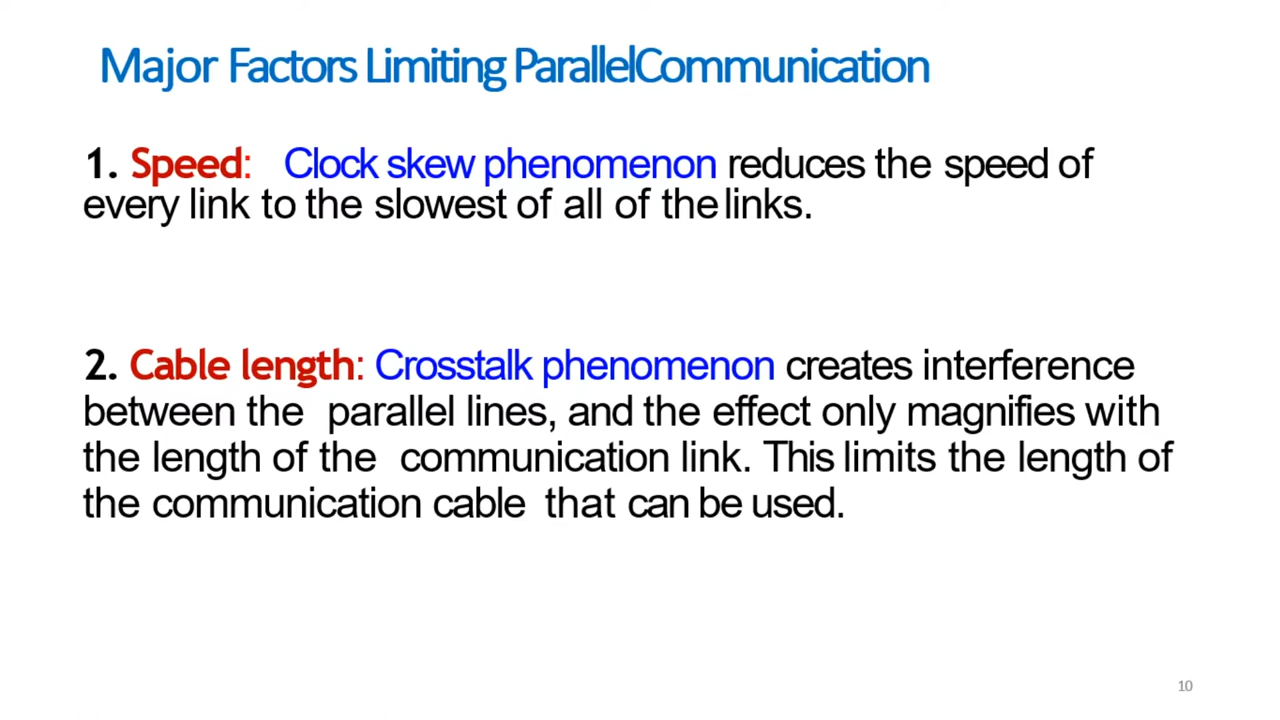 Major Factors Limiting ParallelCommunication
1. Speed: Clock skew phenomenon reduces the speed of
every link to the slowest of all of the links.
2. Cable length: Crosstalk phenomenon creates interference
between the parallel lines, and the effect only magnifies with
the length of the communication link. This limits the length of
the communication cable that can be used.
10